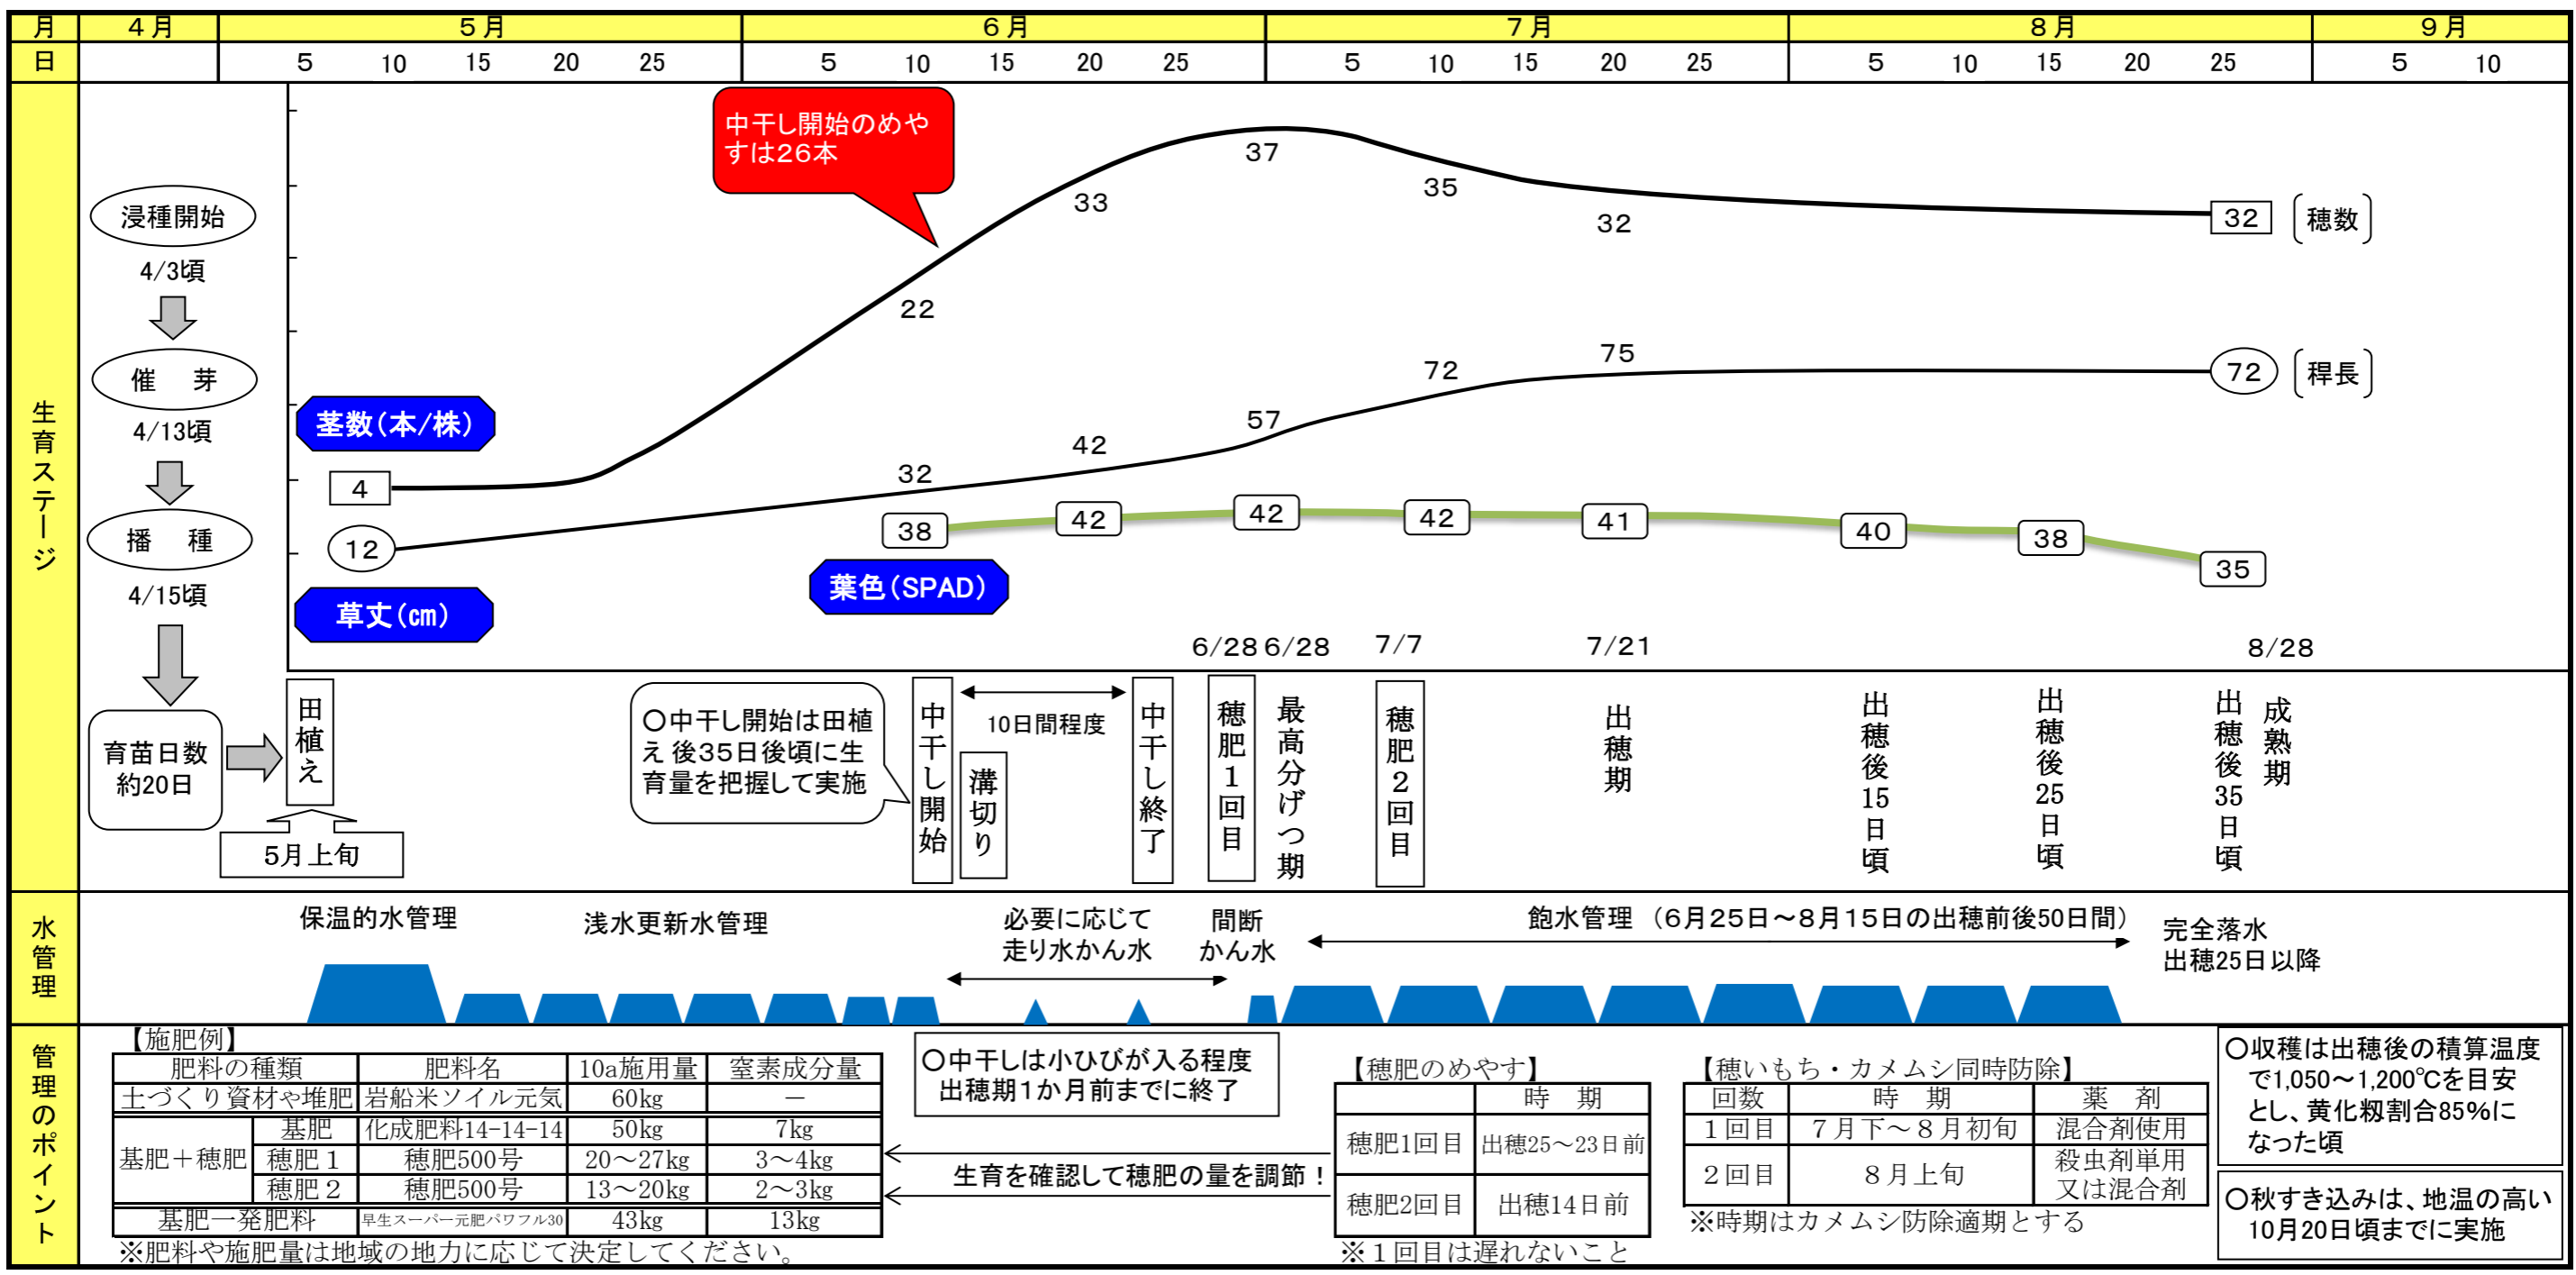 月 4月 5月 6月 7月 8月 9月
日 5 10 15 20 25 5 10 15 20 25 5 10 15 20 25 5 10 15 20 25 5 10
生育ステージ
浸種開始
4/3頃
催 芽
4/13頃
播 種
4/15頃
育苗日数
約20日
田植え
5月上旬
中干し開始のめや
すは26本
茎数(本/株)
4 22 33 37 35 32 32 〔穂数〕
草丈(㎝)
12 32 42 57 72 75 72 〔稈長〕
葉色(SPAD)
38 42 42 42 41 40 38 35
6/28 6/28 7/7 7/21 8/28
〇中干し開始は田植
え 後35日後頃に生
育量を把握して実施
中干し開始
溝切り
10日間程度
中干し終了
穂肥1回目
最高分げつ期
穂肥2回目
出穂期
出穂後15日頃
出穂後25日頃
出穂後35日頃
成熟期
水管理
保温的水管理
浅水更新水管理
必要に応じて
走り水かん水
間断
かん水
飽水管理 (6月25日～8月15日の出穂前後50日間)
完全落水
出穂25日以降
管理のポイント
【施肥例】
肥料の種類 肥料名 10a施用量 窒素成分量
土づくり資材や堆肥 岩船米ソイル元気 60kg －
基肥＋穂肥 基肥 化成肥料14-14-14 50kg 7kg
穂肥1 穂肥500号 20～27kg 3～4kg
穂肥2 穂肥500号 13～20kg 2～3kg
基肥一発肥料 早生スーパー元肥パワフル30 43kg 13kg
※肥料や施肥量は地域の地力に応じて決定してください。
〇中干しは小ひびが入る程度
出穂期1か月前までに終了
生育を確認して穂肥の量を調節！
【穂肥のめやす】
時 期
穂肥1回目 出穂25～23日前
穂肥2回目 出穂14日前
※1回目は遅れないこと
【穂いもち・カメムシ同時防除】
回数 時 期 薬 剤
1回目 7月下～8月初旬 混合剤使用
2回目 8月上旬 殺虫剤単用
又は混合剤
※時期はカメムシ防除適期とする
〇収穫は出穂後の積算温度
で1,050～1,200℃を目安
とし、黄化籾割合85%に
なった頃
〇秋すき込みは、地温の高い
10月20日頃までに実施